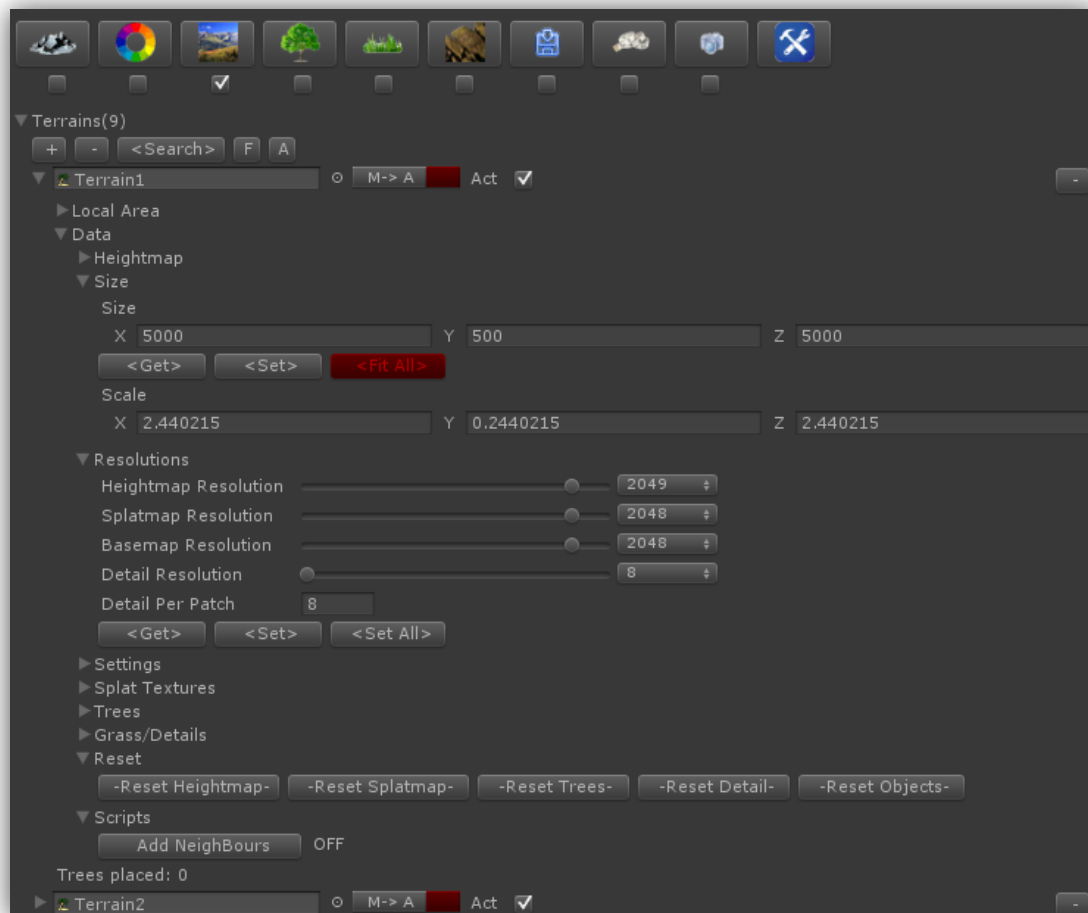 Terrains(9)
+ - <Search> F A
Terrain1 M-> A Act -
Local Area
Data
Heightmap
Size
Size
X 5000 Y 500 Z 5000
<Get> <Set> <Fit All>
Scale
X 2.440215 Y 0.2440215 Z 2.440215
Resolutions
Heightmap Resolution 2049
Splatmap Resolution 2048
Basemap Resolution 2048
Detail Resolution 8
Detail Per Patch 8
<Get> <Set> <Set All>
Settings
Splat Textures
Trees
Grass/Details
Reset
-Reset Heightmap- -Reset Splatmap- -Reset Trees- -Reset Detail- -Reset Objects-
Scripts
Add NeighBours OFF
Trees placed: 0
Terrain2 M-> A Act -